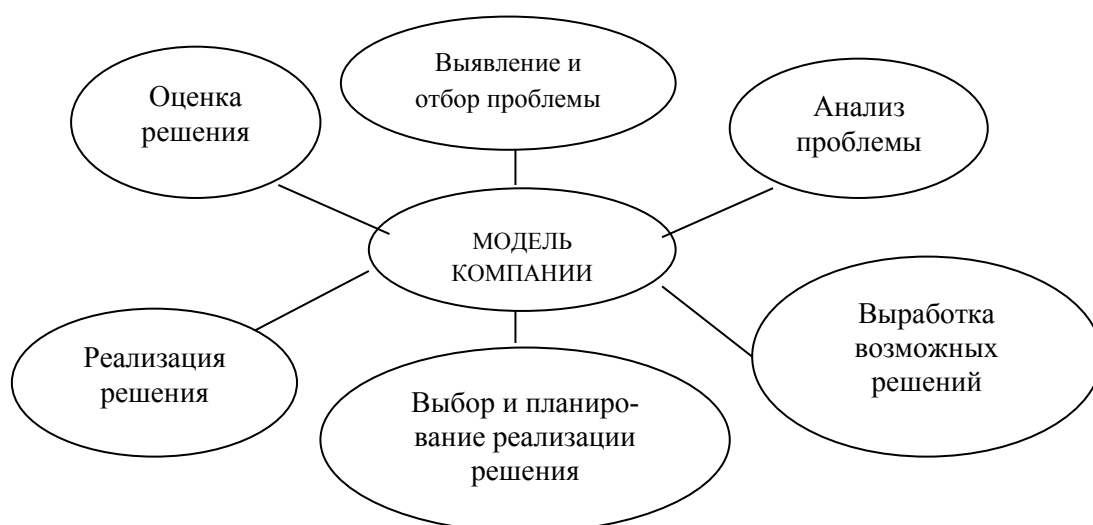 Выявление и
отбор проблемы
Оценка
решения
Анализ
проблемы
МОДЕЛЬ
КОМПАНИИ
Реализация
решения
Выработка
возможных
решений
Выбор и планиро-
вание реализации
решения